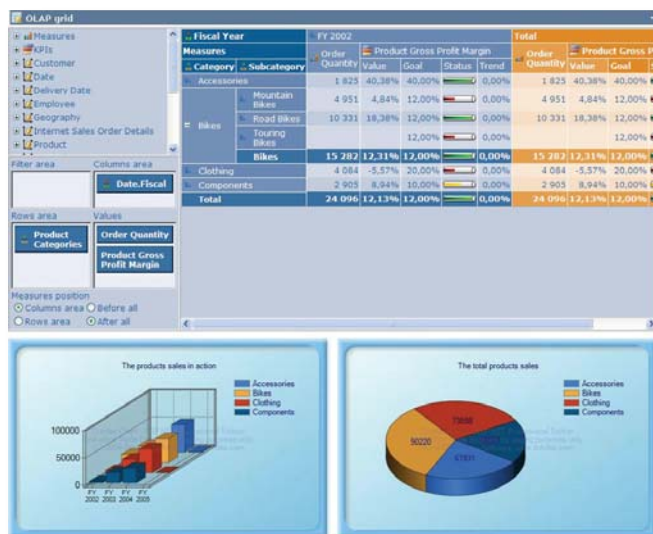 OLAP grid
Measures
KPIs
Customer
Date
Delivery Date
Employee
Geography
Internet Sales Order Details
Product
Filter area
Columns area
Date.Fiscal
Rows area
Values
Product Categories
Order Quantity
Product Gross Profit Margin
Measures position
Columns area Before all
Rows area After all
Fiscal Year FY 2002 Total
Measures Order Quantity Product Gross Profit Margin Order Quantity Product Gross
Category Subcategory Value Goal Status Trend Value Goal
Accessories 1 825 40,38% 40,00% 0,00% 1 825 40,38% 40,00%
Bikes
Mountain Bikes 4 951 4,84% 12,00% 0,00% 4 951 4,84% 12,00%
Road Bikes 10 331 18,38% 12,00% 0,00% 10 331 18,38% 12,00%
Touring Bikes 12,00% 0,00% 12,00%
Bikes 15 282 12,31% 12,00% 0,00% 15 282 12,31% 12,00%
Clothing 4 084 -5,57% 20,00% 0,00% 4 084 -5,57% 20,00%
Components 2 905 8,94% 10,00% 0,00% 2 905 8,94% 10,00%
Total 24 096 12,13% 12,00% 0,00% 24 096 12,13% 12,00%
The products sales in action
Accessories
Bikes
Clothing
Components
100000
50000
0
FY 2002 FY 2003 FY 2004 FY 2005
The total products sales
Accessories
Bikes
Clothing
Components
90220